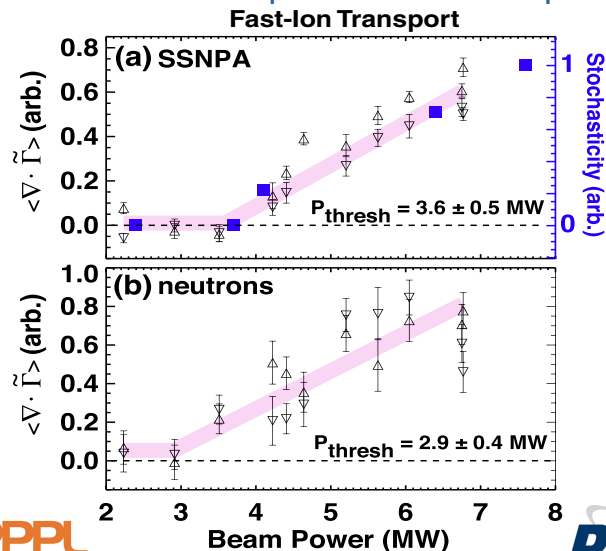 Fast-Ion Transport
(a) SSNPA
0.8
0.6
0.4
0.2
0.0
<∇· Γ̃> (arb.)
1
0
Stochasticity (arb.)
P_thresh = 3.6 ± 0.5 MW
(b) neutrons
1.0
0.8
0.6
0.4
0.2
0.0
<∇· Γ̃> (arb.)
P_thresh = 2.9 ± 0.4 MW
2 3 4 5 6 7 8
Beam Power (MW)
PPPL